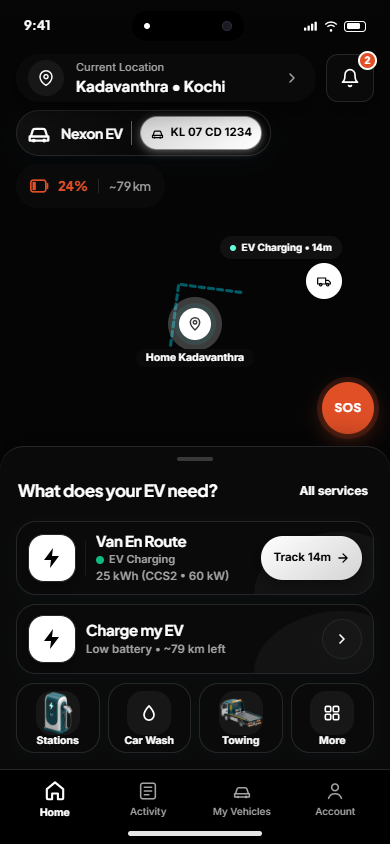 9:41
Current Location
Kadavanthra • Kochi
2
Nexon EV
KL 07 CD 1234
24%
~79 km
EV Charging • 14m
Home Kadavanthra
SOS
What does your EV need?
All services
Van En Route
EV Charging
25 kWh (CCS2 • 60 kW)
Track 14m →
Charge my EV
Low battery • ~79 km left
Stations
Car Wash
Towing
More
Home
Activity
My Vehicles
Account